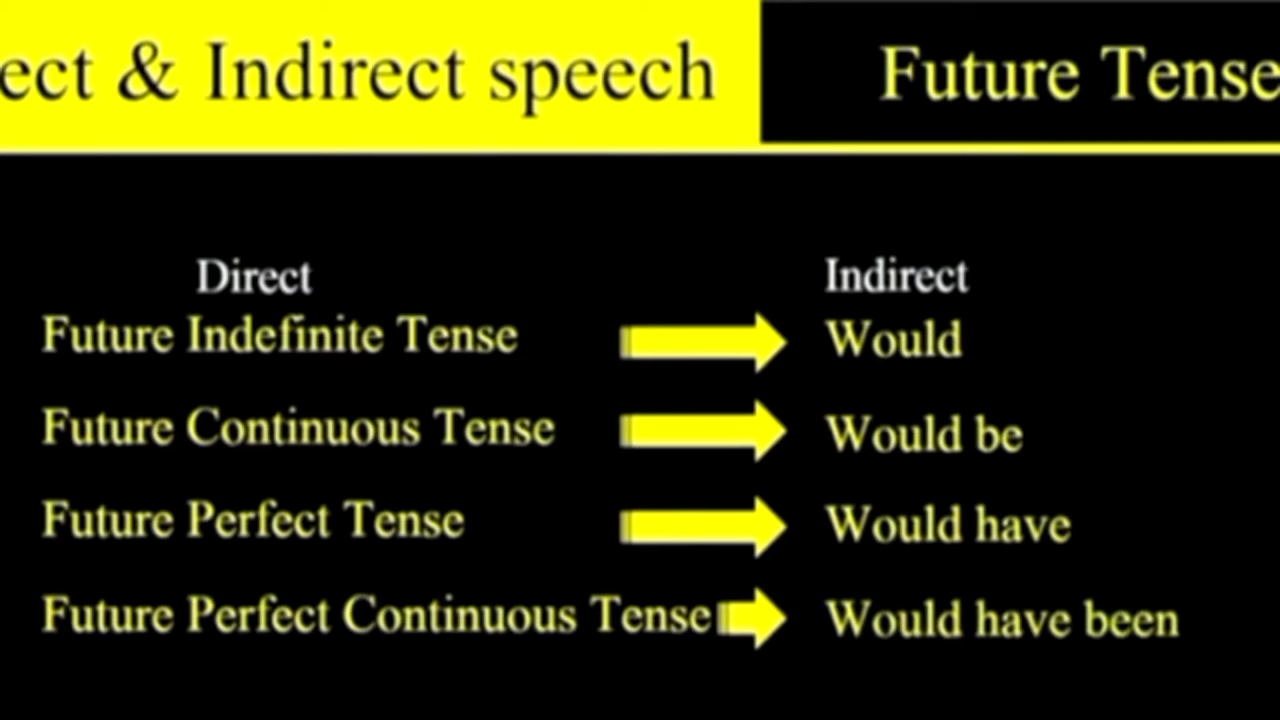 ect & Indirect speech
Future Tense
Direct
Indirect
Future Indefinite Tense
Would
Future Continuous Tense
Would be
Future Perfect Tense
Would have
Future Perfect Continuous Tense
Would have been